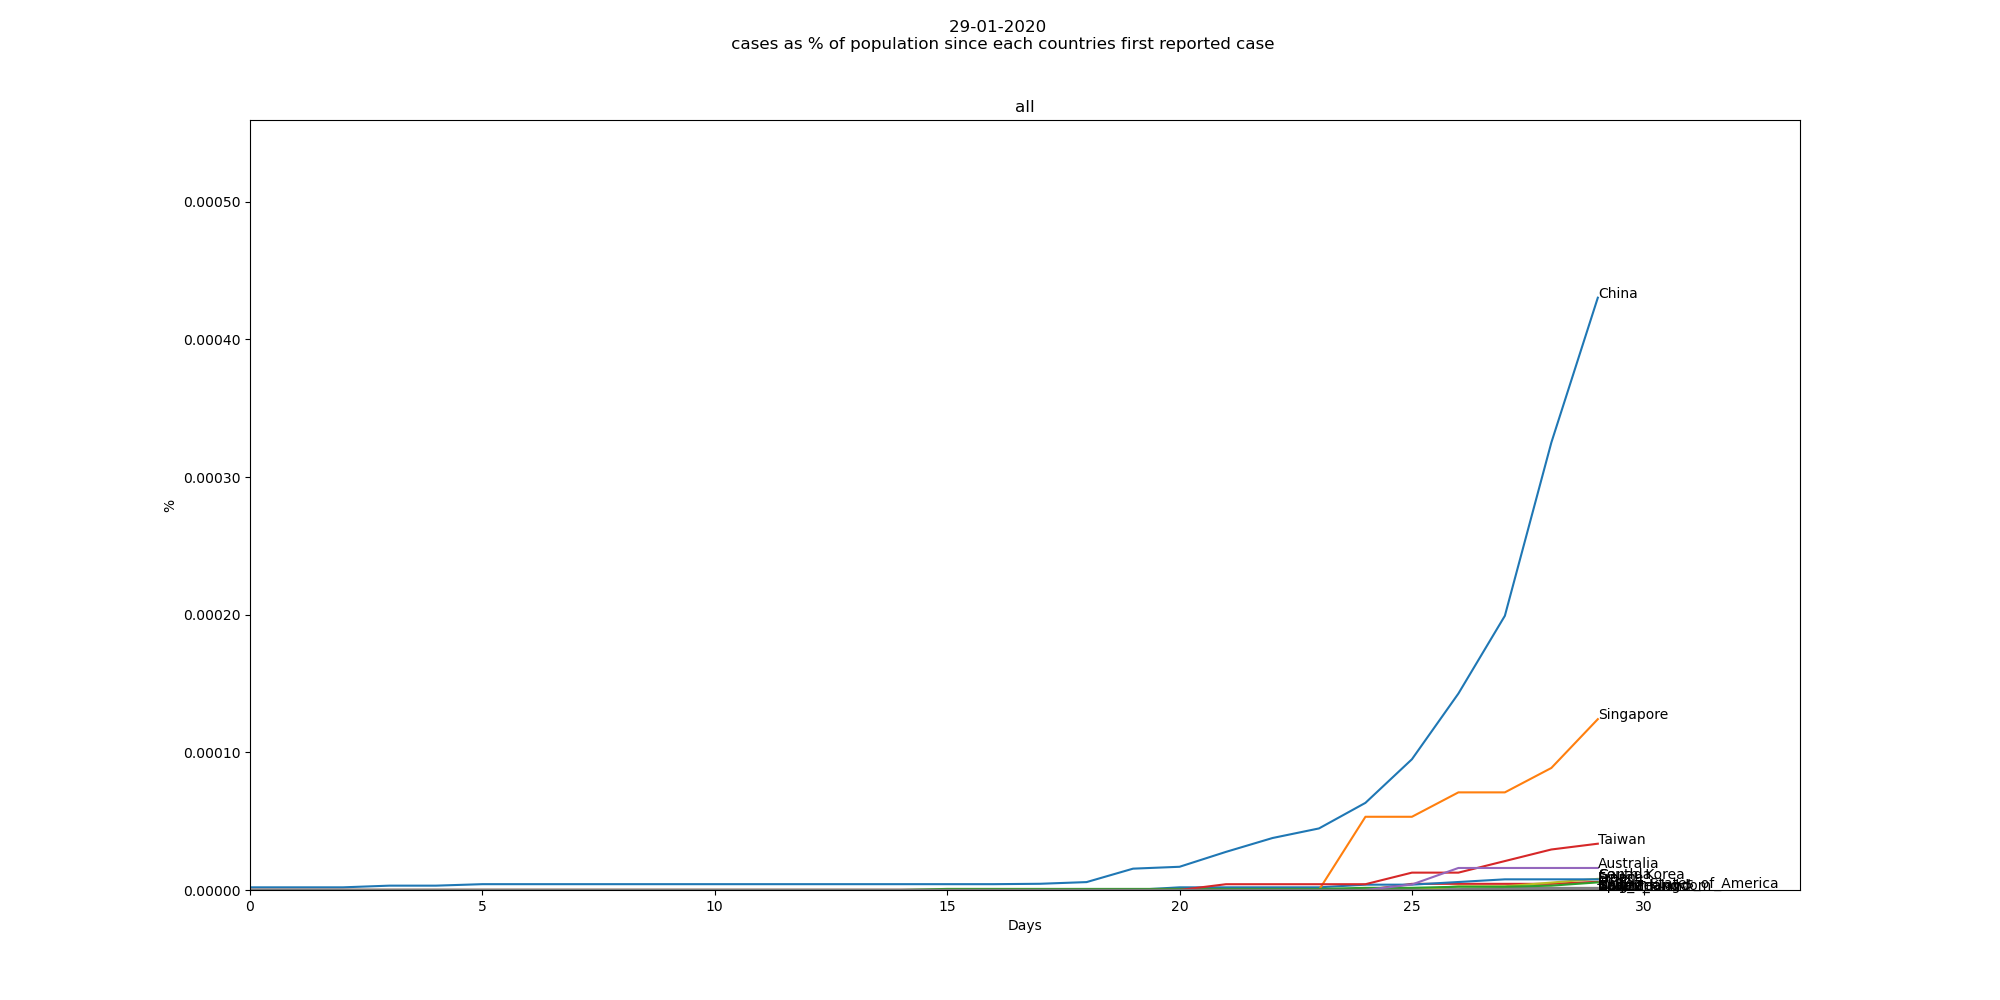 29-01-2020
cases as % of population since each countries first reported case
all
0.00050
0.00040
0.00030
0.00020
0.00010
0.00000
%
China
Singapore
Taiwan
Australia
Korea
of America
0
5
10
15
20
25
30
Days